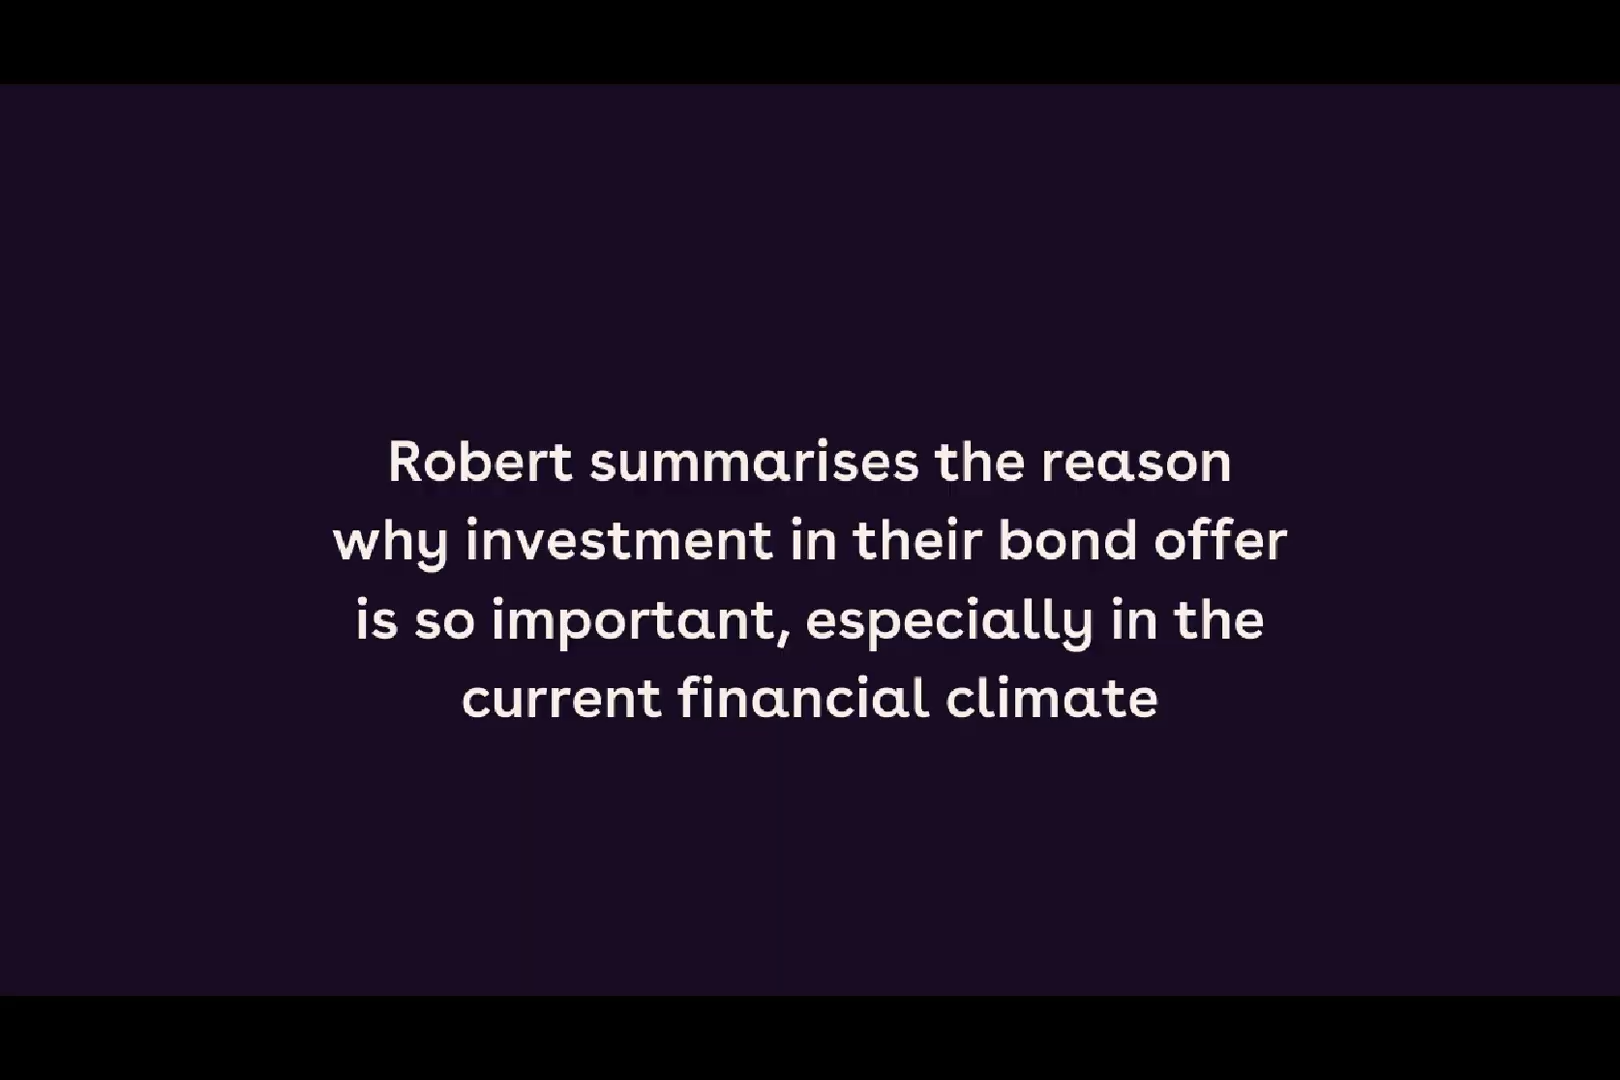 Robert summarises the reason
why investment in their bond offer
is so important, especially in the
current financial climate